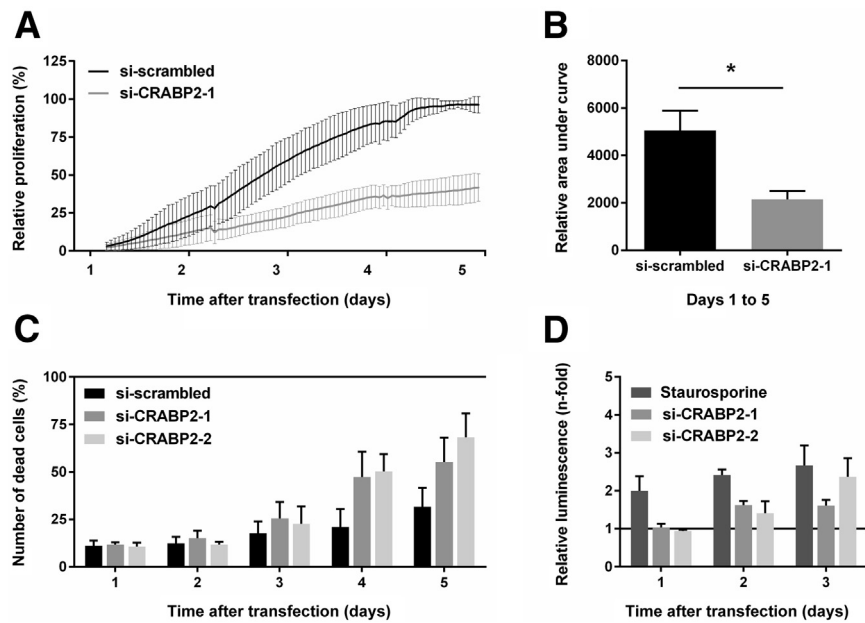 A
Relative proliferation (%)
125
100
75
50
25
0
si-scrambled
si-CRABP2-1
1 2 3 4 5
Time after transfection (days)
B
Relative area under curve
8000
6000
4000
2000
0
*
si-scrambled si-CRABP2-1
Days 1 to 5
C
Number of dead cells (%)
100
75
50
25
0
si-scrambled
si-CRABP2-1
si-CRABP2-2
1 2 3 4 5
Time after transfection (days)
D
Relative luminescence (n-fold)
5
4
3
2
1
0
Staurosporine
si-CRABP2-1
si-CRABP2-2
1 2 3
Time after transfection (days)